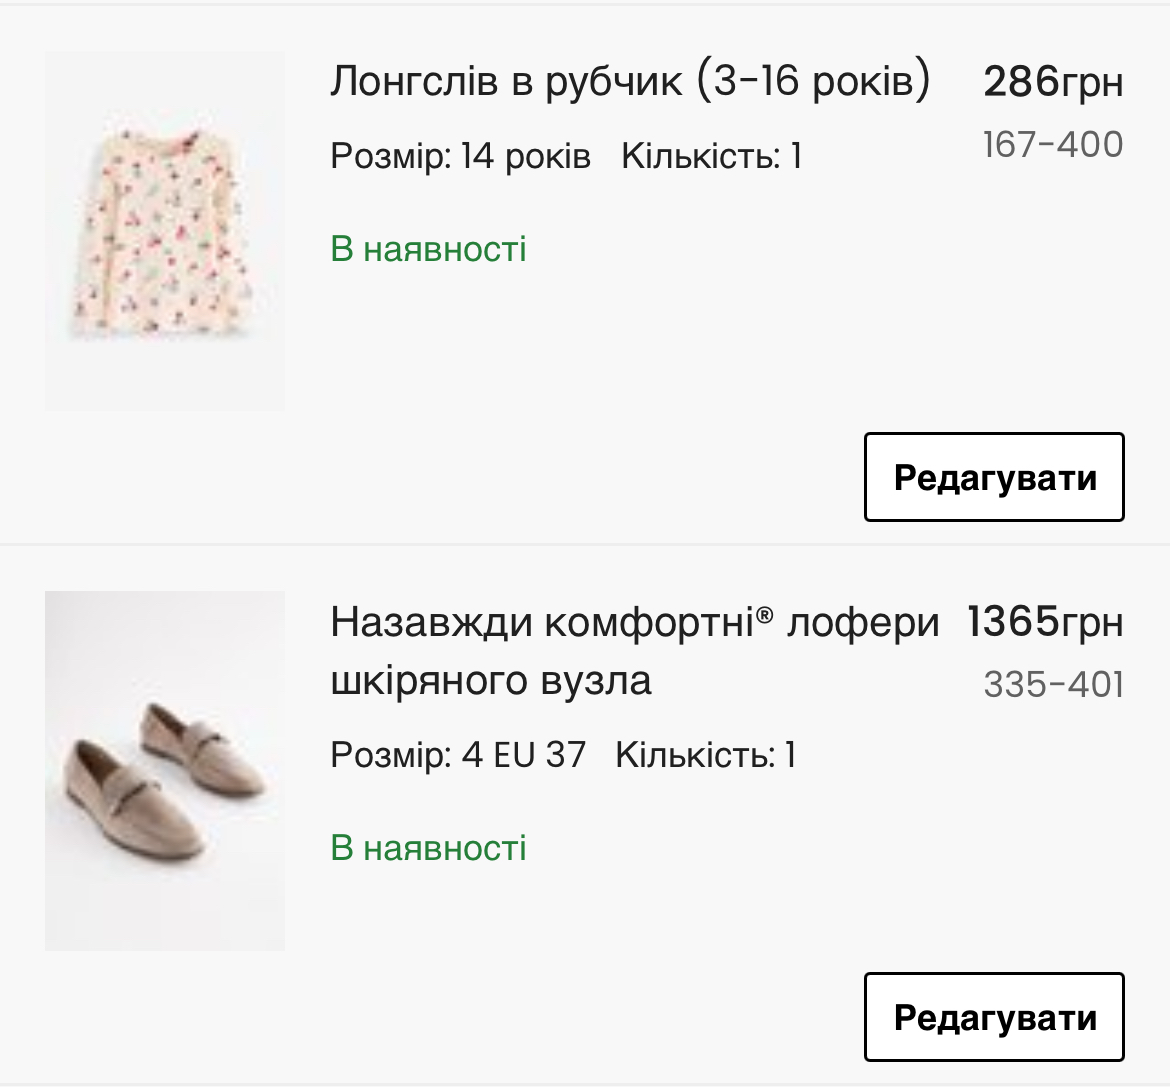 Лонгслів в рубчик (3-16 років) 286грн
167-400
Розмір: 14 років Кількість: 1
В наявності
Редагувати
Назавжди комфортні® лофери 1365грн
шкіряного вузла 335-401
Розмір: 4 EU 37 Кількість: 1
В наявності
Редагувати